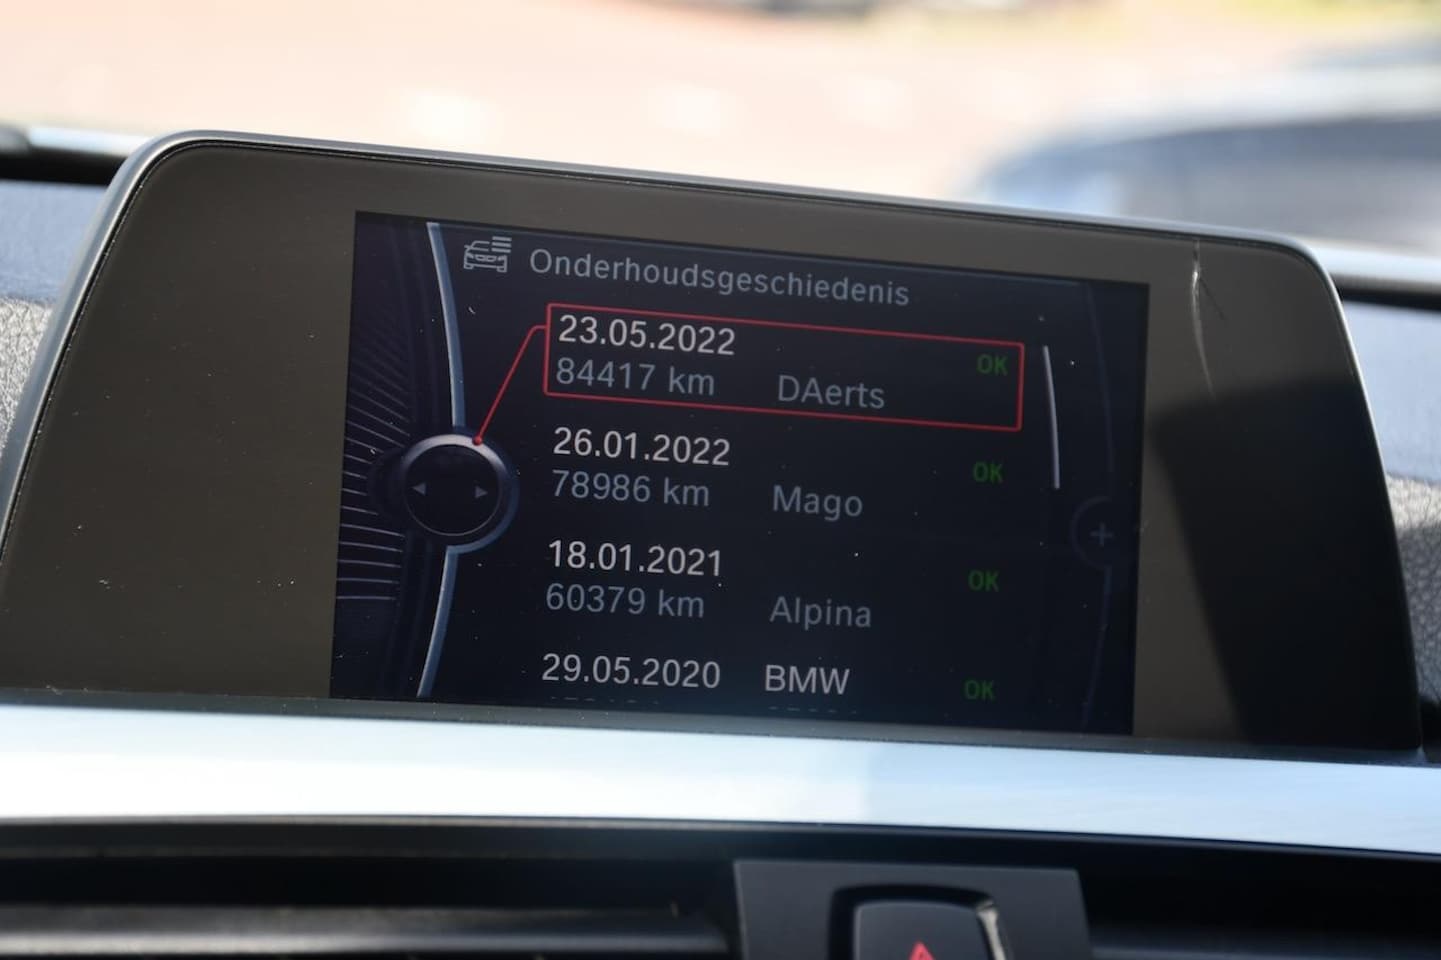 Onderhoudsgeschiedenis
23.05.2022
OK
84417 km DAerts
26.01.2022
OK
78986 km Mago
18.01.2021
OK
60379 km Alpina
29.05.2020 BMW
OK